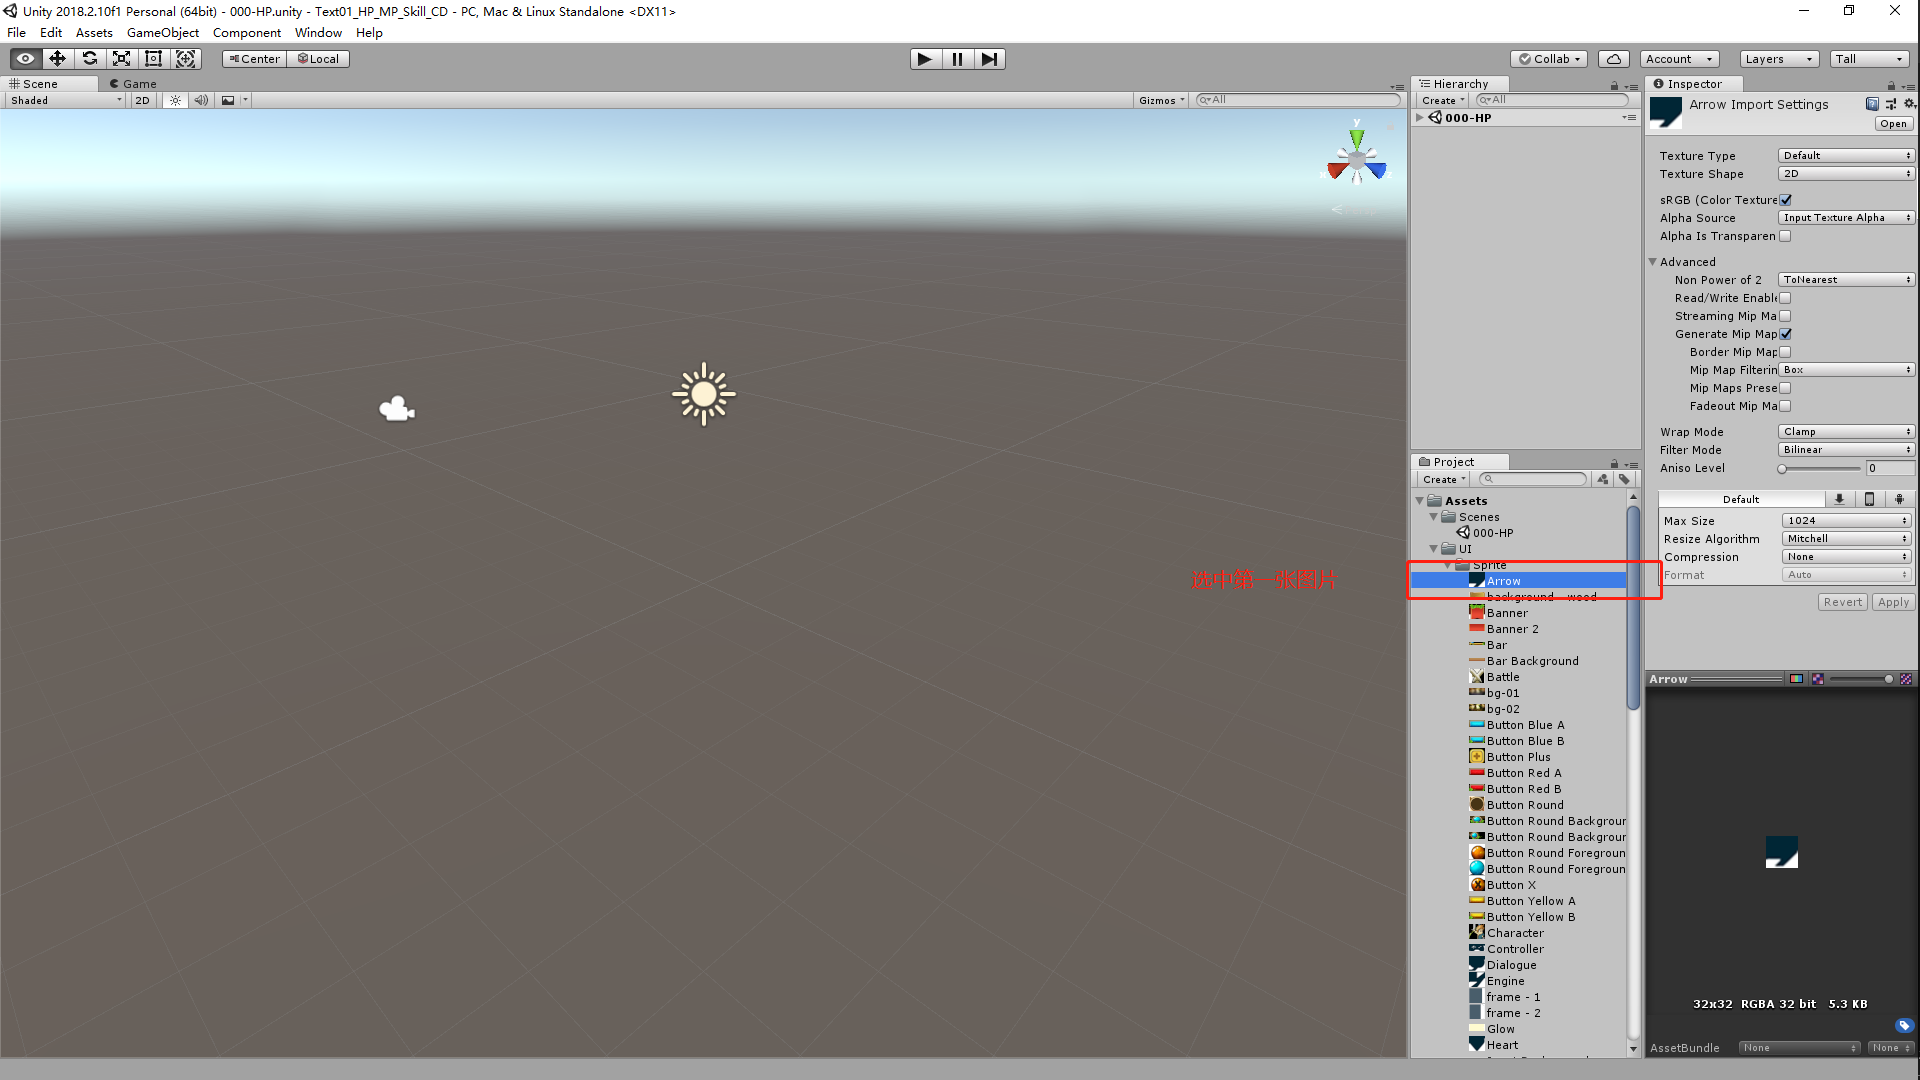 Unity 2018.2.10f1 Personal (64bit) - 000-HP.unity - Text01_HP_MP_Skill_CD - PC, Mac & Linux Standalone <DX11>
File Edit Assets GameObject Component Window Help
Center Local
Collab Account Layers Tall
Scene Game
Shaded 2D Gizmos All
y
Hierarchy
Create All
000-HP
选中第 张图片
Project
Create
Assets
Scenes
000-HP
UI
Sprite
Arrow
background - wood
Banner
Banner 2
Bar
Bar Background
Battle
bg-01
bg-02
Button Blue A
Button Blue B
Button Plus
Button Red A
Button Red B
Button Round
Button Round Backgroun
Button Round Backgroun
Button Round Foregroun
Button Round Foregroun
Button X
Button Yellow A
Button Yellow B
Character
Controller
Dialogue
Engine
frame - 1
frame - 2
Glow
Heart
Inspector
Arrow Import Settings
Open
Texture Type Default
Texture Shape 2D
sRGB (Color Texture
Alpha Source Input Texture Alpha
Alpha Is Transparen
Advanced
Non Power of 2 ToNearest
Read/Write Enable
Streaming Mip Ma
Generate Mip Map
Border Mip Map
Mip Map Filterin Box
Mip Maps Prese
Fadeout Mip Ma
Wrap Mode Clamp
Filter Mode Bilinear
Aniso Level 0
Default
Max Size 1024
Resize Algorithm Mitchell
Compression None
Format Auto
Revert Apply
Arrow
32x32 RGBA 32 bit 5.3 KB
AssetBundle None None